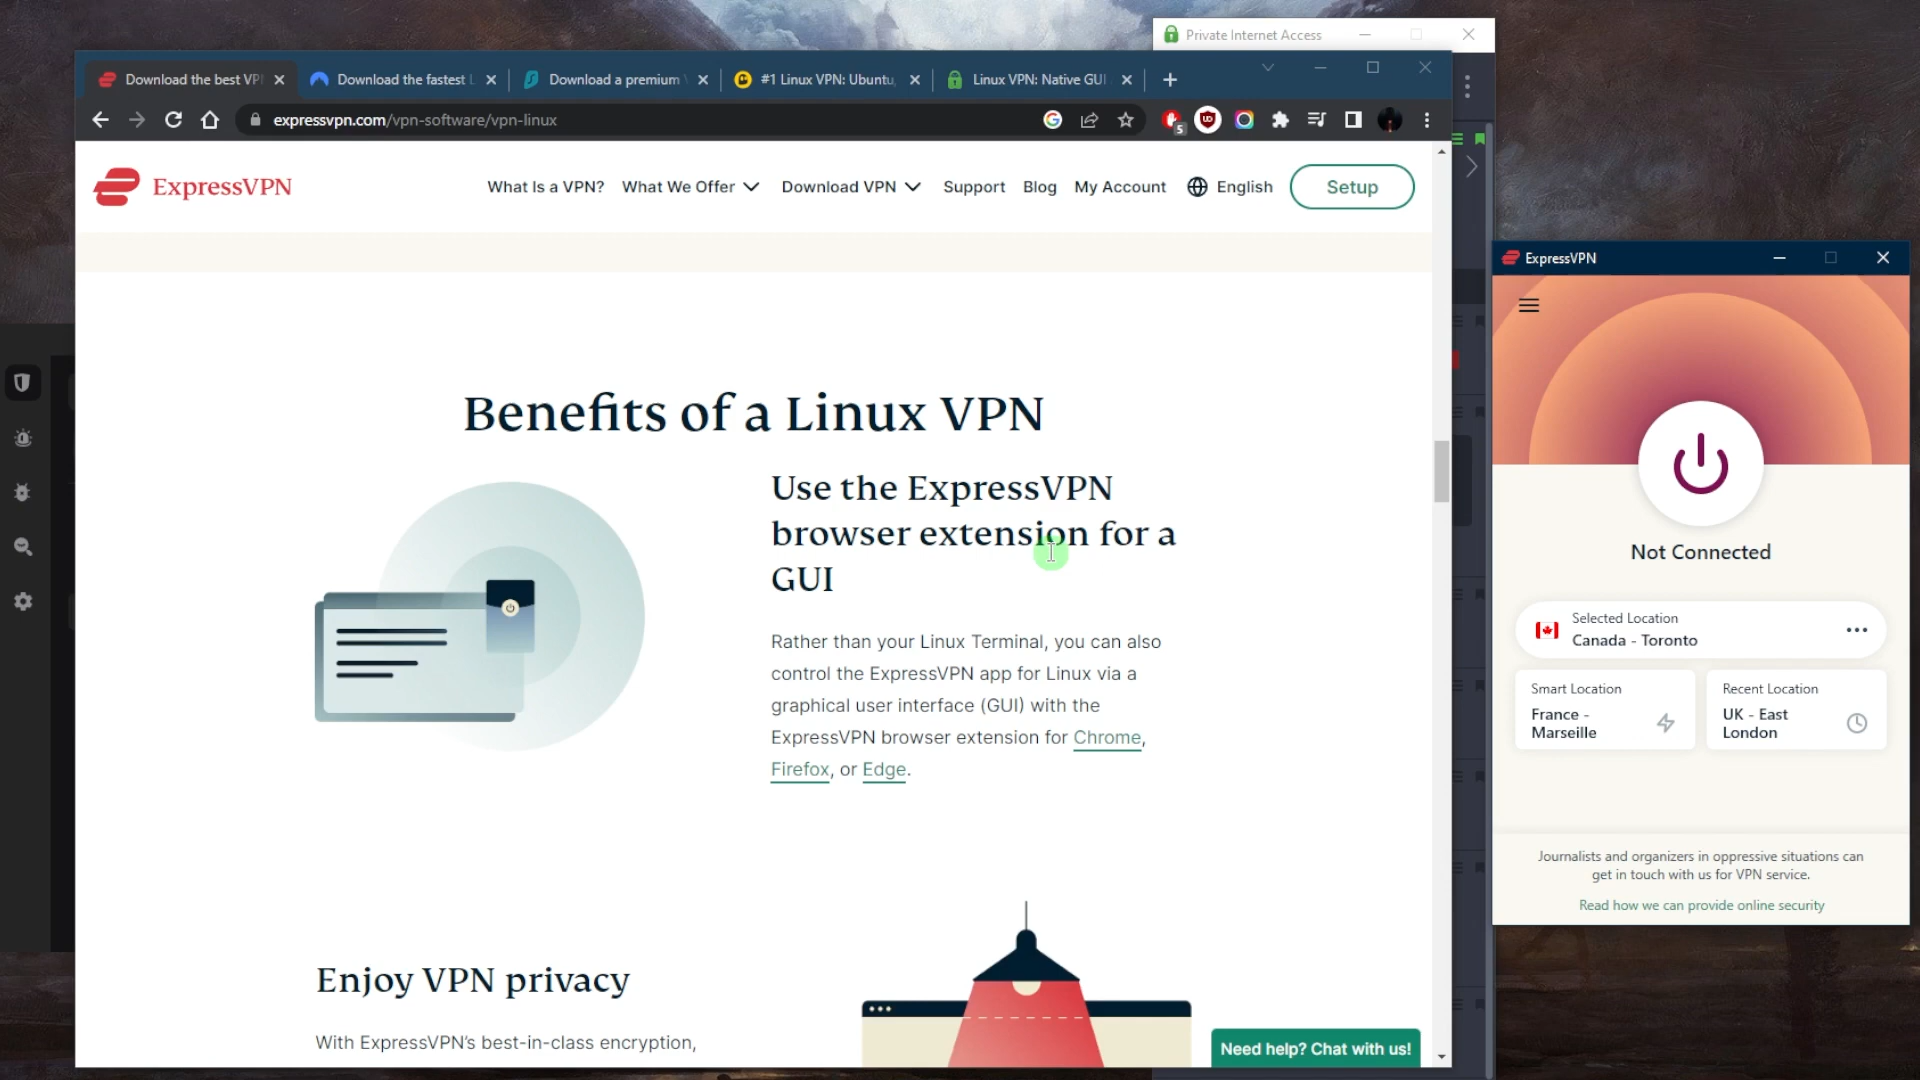 Private Internet Access
Download the best VP
Download the fastest L
Download a premium
#1 Linux VPN: Ubuntu,
Linux VPN: Native GUI
expressvpn.com/vpn-software/vpn-linux
5
ExpressVPN
What Is a VPN?
What We Offer
Download VPN
Support
Blog
My Account
English
Setup
Benefits of a Linux VPN
Use the ExpressVPN
browser extension for a
GUI
Rather than your Linux Terminal, you can also
control the ExpressVPN app for Linux via a
graphical user interface (GUI) with the
ExpressVPN browser extension for Chrome,
Firefox, or Edge.
Enjoy VPN privacy
With ExpressVPN’s best-in-class encryption,
Need help? Chat with us!
ExpressVPN
Not Connected
Selected Location
Canada - Toronto
Smart Location
France -
Marseille
Recent Location
UK - East
London
Journalists and organizers in oppressive situations can
get in touch with us for VPN service.
Read how we can provide online security